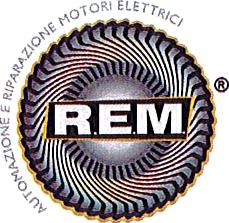 AUTOMAZIONE E RIPARAZIONE MOTORI ELETTRICI
R.E.M
®